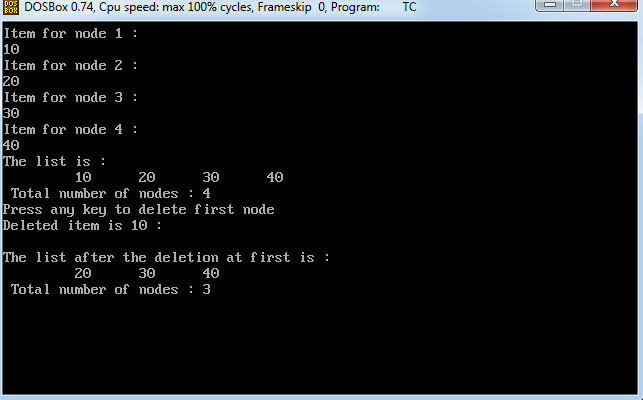 DOSBox 0.74, Cpu speed: max 100% cycles, Frameskip 0, Program: TC
Item for node 1 :
10
Item for node 2 :
20
Item for node 3 :
30
Item for node 4 :
40
The list is :
10 20 30 40
Total number of nodes : 4
Press any key to delete first node
Deleted item is 10 :
The list after the deletion at first is :
20 30 40
Total number of nodes : 3